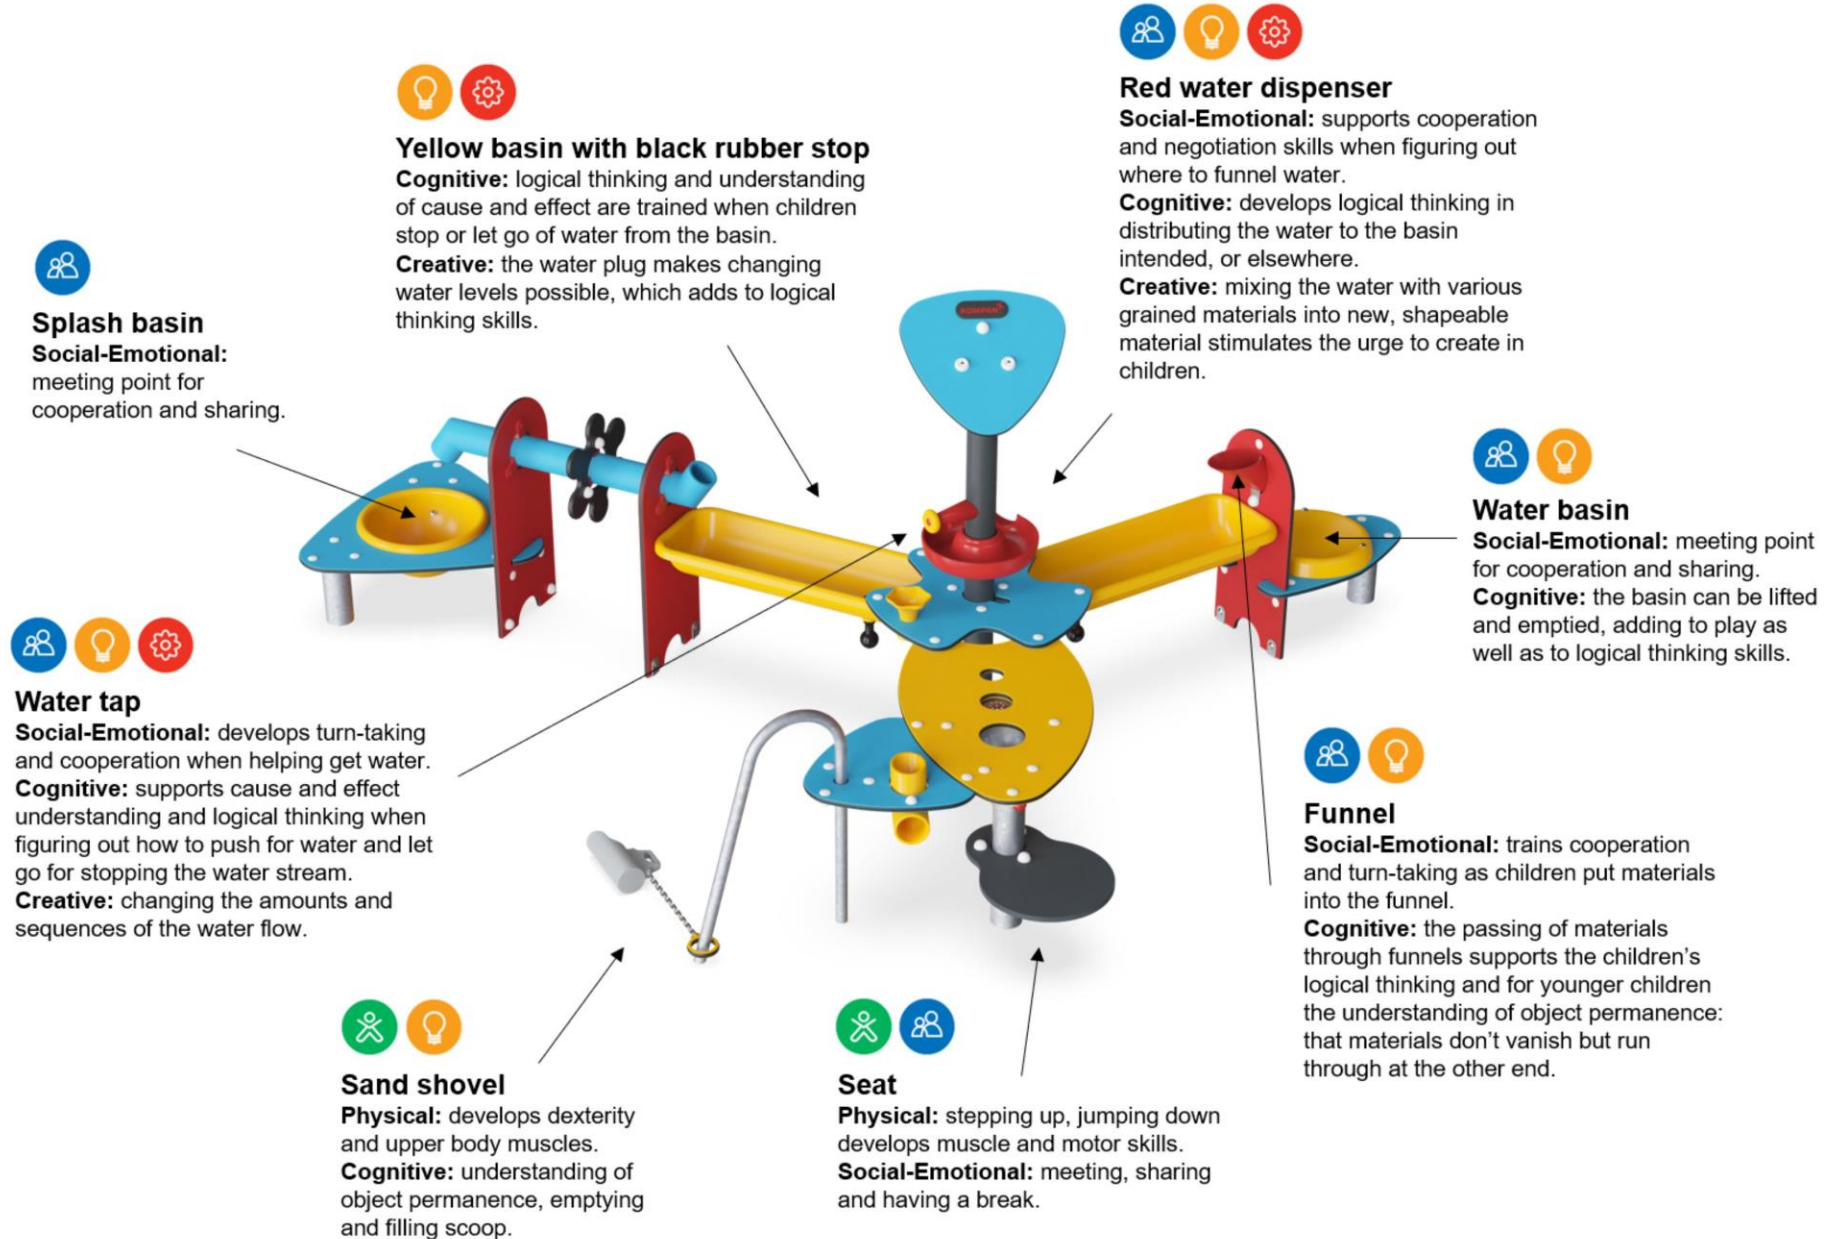 Splash basin
Social-Emotional:
meeting point for
cooperation and sharing.
Yellow basin with black rubber stop
Cognitive: logical thinking and understanding
of cause and effect are trained when children
stop or let go of water from the basin.
Creative: the water plug makes changing
water levels possible, which adds to logical
thinking skills.
Red water dispenser
Social-Emotional: supports cooperation
and negotiation skills when figuring out
where to funnel water.
Cognitive: develops logical thinking in
distributing the water to the basin
intended, or elsewhere.
Creative: mixing the water with various
grained materials into new, shapeable
material stimulates the urge to create in
children.
KOMPAN
Water basin
Social-Emotional: meeting point
for cooperation and sharing.
Cognitive: the basin can be lifted
and emptied, adding to play as
well as to logical thinking skills.
Water tap
Social-Emotional: develops turn-taking
and cooperation when helping get water.
Cognitive: supports cause and effect
understanding and logical thinking when
figuring out how to push for water and let
go for stopping the water stream.
Creative: changing the amounts and
sequences of the water flow.
Funnel
Social-Emotional: trains cooperation
and turn-taking as children put materials
into the funnel.
Cognitive: the passing of materials
through funnels supports the children's
logical thinking and for younger children
the understanding of object permanence:
that materials don't vanish but run
through at the other end.
Sand shovel
Physical: develops dexterity
and upper body muscles.
Cognitive: understanding of
object permanence, emptying
and filling scoop.
Seat
Physical: stepping up, jumping down
develops muscle and motor skills.
Social-Emotional: meeting, sharing
and having a break.